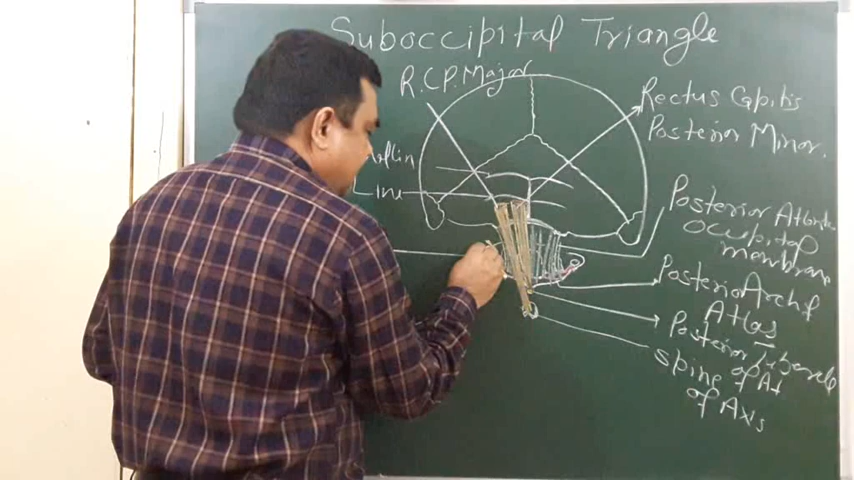 Suboccipital Triangle
R.C.P. Major
Rectus Capitis
Posterior Minor.
Line
Posterior Atlanto
occipital
membrane
Posterior Arch of
Atlas
Posterior
spine of At
of Axis